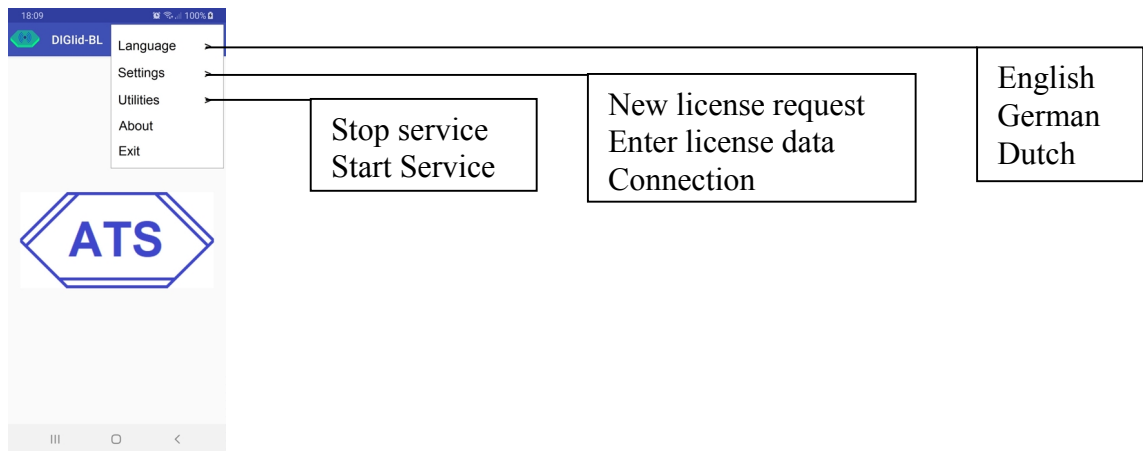 18:09 100%
DIGIid-BL
Language >
Settings >
Utilities >
About
Exit
ATS
Stop service
Start Service
New license request
Enter license data
Connection
English
German
Dutch